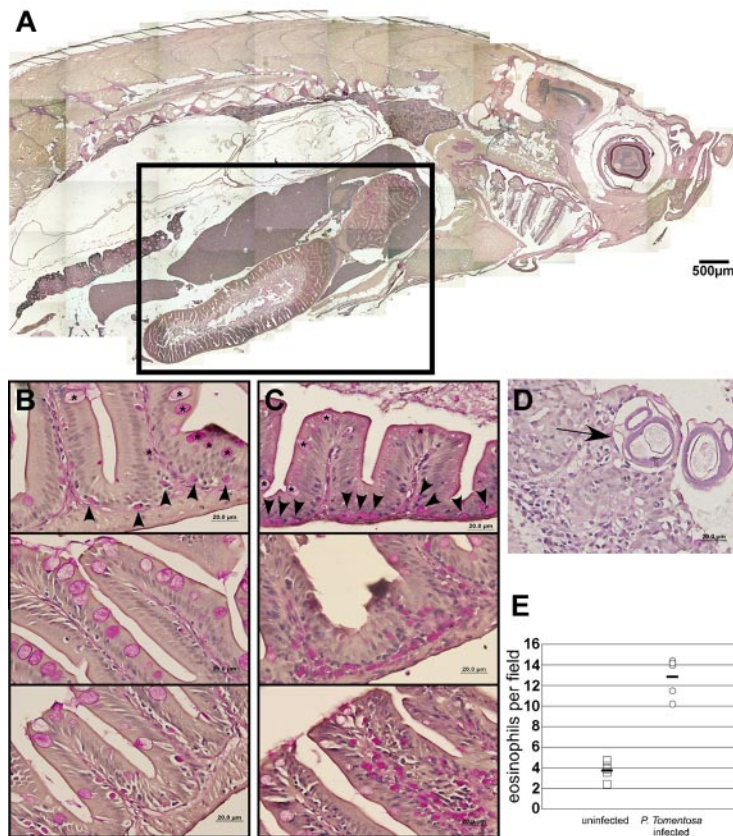 A
500µm
B
20.0 µm
20.0 µm
20.0 µm
C
20.0 µm
20.0 µm
20.0 µm
D
20.0 µm
E
eosinophils per field
16
14
12
10
8
6
4
2
0
uninfected
P. Tomentosa
infected